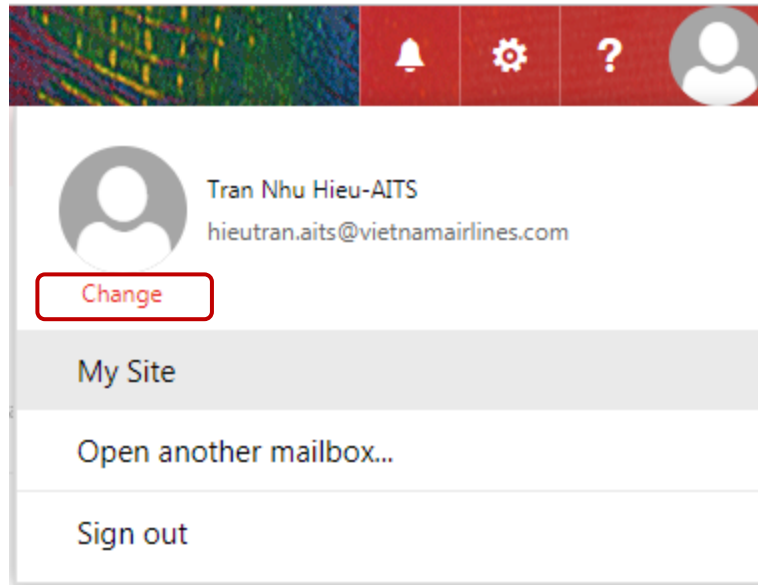 ?
Tran Nhu Hieu-AITS
hieutran.aits@vietnamairlines.com
Change
My Site
Open another mailbox...
Sign out